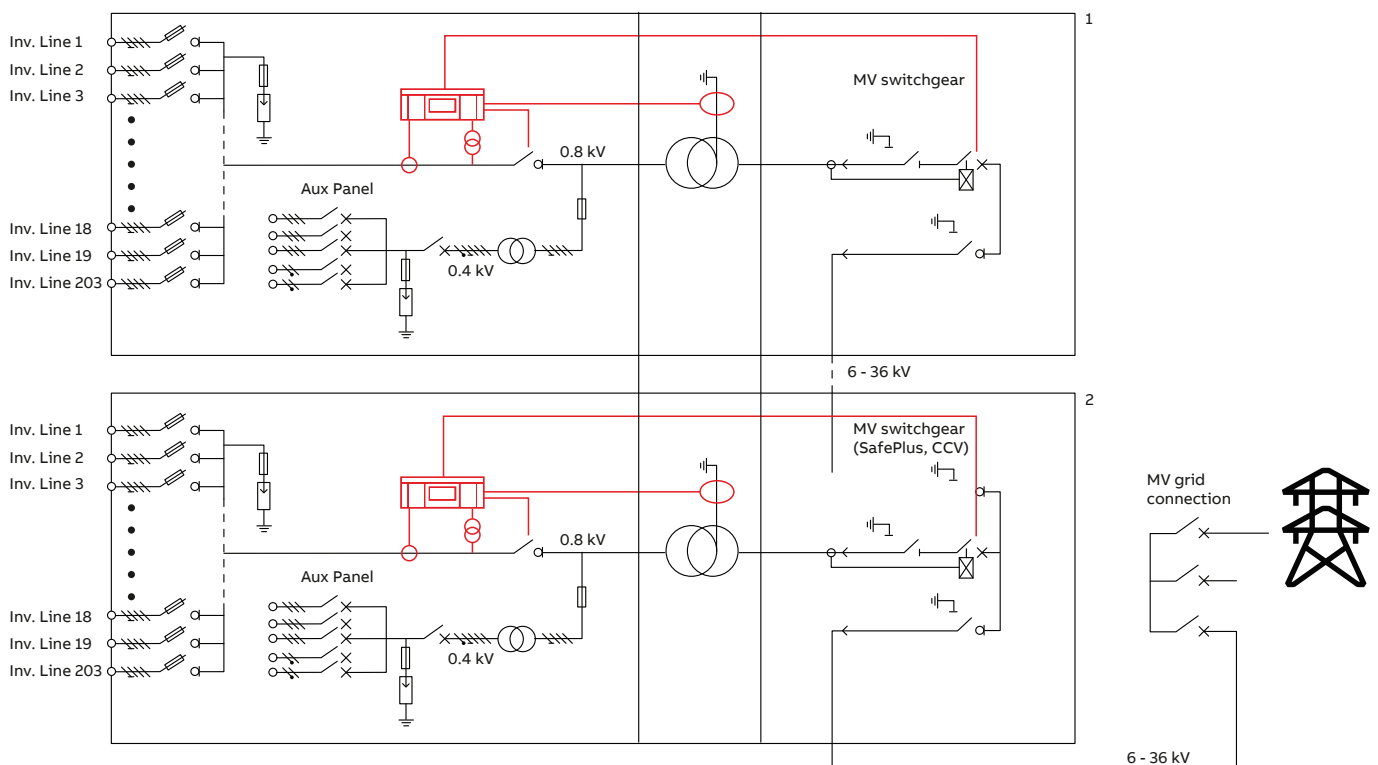 1
Inv. Line 1
Inv. Line 2
Inv. Line 3
MV switchgear
0.8 kV
Aux Panel
Inv. Line 18
Inv. Line 19
Inv. Line 203
0.4 kV
6 - 36 kV
2
Inv. Line 1
Inv. Line 2
Inv. Line 3
MV switchgear
(SafePlus, CCV)
MV grid
connection
0.8 kV
Aux Panel
Inv. Line 18
Inv. Line 19
Inv. Line 203
0.4 kV
6 - 36 kV